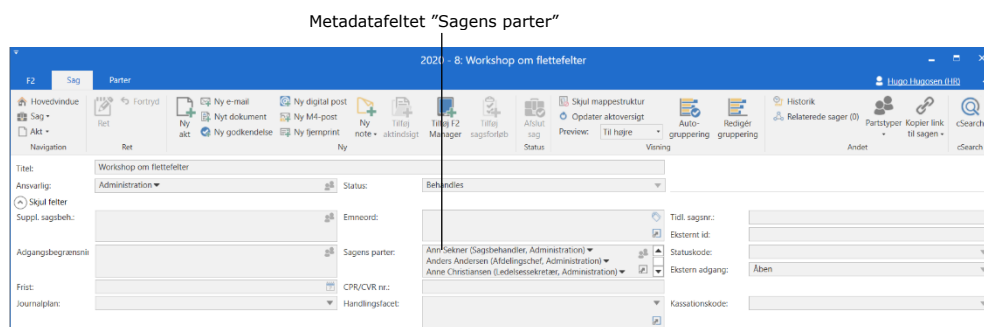 Metadatafeltet ”Sagens parter”
2020 - 8: Workshop om flettefelter
F2 Sag Parter Hugo Hugosen (HR)
Hovedvindue
Sag
Akt
Navigation
Ret
Fortryd
Ret
Ny akt
Ny e-mail
Nyt dokument
Ny godkendelse
Ny digital post
Ny M4-post
Ny fjernprint
Ny note
Tilføj aktindsigt
Tilføj F2 Manager
Tilføj sagsforløb
Ny
Afslut sag
Status
Skjul mappestruktur
Opdater aktoversigt
Preview: Til højre
Auto-gruppering
Redigér gruppering
Visning
Historik
Relaterede sager (0)
Partstyper
Kopier link til sagen
Andet
cSearch
cSearch
Titel: Workshop om flettefelter
Ansvarlig: Administration Status: Behandles
Skjul felter
Suppl. sagsbeh.: Emneord: Tidl. sagsnr.:
Eksternt id:
Adgangsbegrænsnin Sagens parter: Ann Sekner (Sagsbehandler, Administration) Statuskode:
Anders Andersen (Afdelingschef, Administration)
Anne Christiansen (Ledelsessekretær, Administration) Ekstern adgang: Åben
Frist: CPR/CVR nr.:
Journalplan: Handlingsfacet: Kassationskode: